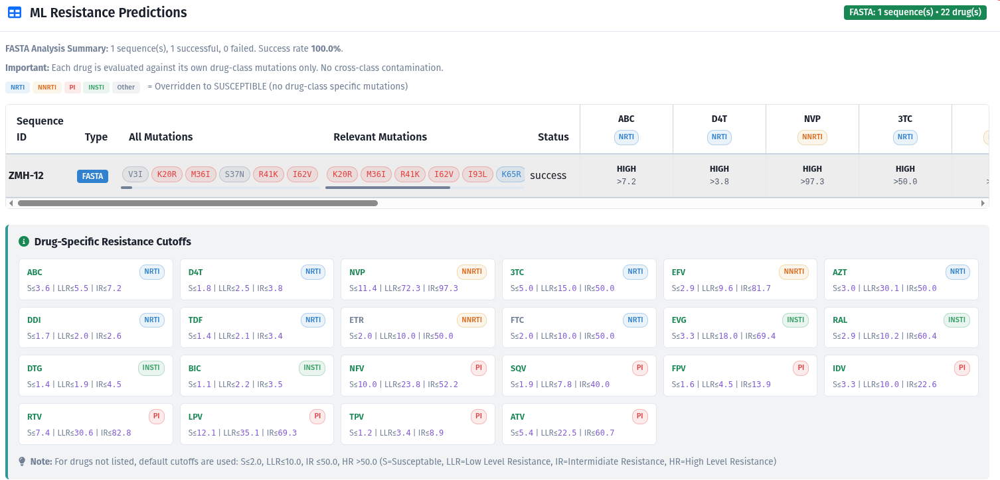 ML Resistance Predictions
FASTA: 1 sequence(s) • 22 drug(s)
FASTA Analysis Summary: 1 sequence(s), 1 successful, 0 failed. Success rate 100.0%.
Important: Each drug is evaluated against its own drug-class mutations only. No cross-class contamination.
NRTI NNRTI PI INSTI Other = Overridden to SUSCEPTIBLE (no drug-class specific mutations)
Sequence ID Type All Mutations Relevant Mutations Status ABC NRTI D4T NRTI NVP NNRTI 3TC NRTI
ZMH-12 FASTA V3I K20R M36I S37N R41K I62V K20R M36I R41K I62V I93L K65R success HIGH >7.2 HIGH >3.8 HIGH >97.3 HIGH >50.0
Drug-Specific Resistance Cutoffs
ABC NRTI D4T NRTI NVP NNRTI 3TC NRTI EFV NNRTI AZT NRTI
S≤3.6 | LLR≤5.5 | IR≤7.2 S≤1.8 | LLR≤2.5 | IR≤3.8 S≤11.4 | LLR≤72.3 | IR≤97.3 S≤5.0 | LLR≤15.0 | IR≤50.0 S≤2.9 | LLR≤9.6 | IR≤81.7 S≤3.0 | LLR≤30.1 | IR≤50.0
DDI NRTI TDF NRTI ETR NNRTI FTC NRTI EVG INSTI RAL INSTI
S≤1.7 | LLR≤2.0 | IR≤2.6 S≤1.4 | LLR≤2.1 | IR≤3.4 S≤2.0 | LLR≤10.0 | IR≤50.0 S≤2.0 | LLR≤10.0 | IR≤50.0 S≤3.3 | LLR≤18.0 | IR≤69.4 S≤2.9 | LLR≤10.2 | IR≤60.4
DTG INSTI BIC INSTI NFV PI SQV PI FPV PI IDV PI
S≤1.4 | LLR≤1.9 | IR≤4.5 S≤1.1 | LLR≤2.2 | IR≤3.5 S≤10.0 | LLR≤23.8 | IR≤52.2 S≤1.9 | LLR≤7.8 | IR≤40.0 S≤1.6 | LLR≤4.5 | IR≤13.9 S≤3.3 | LLR≤10.0 | IR≤22.6
RTV PI LPV PI TPV PI ATV PI
S≤7.4 | LLR≤30.6 | IR≤82.8 S≤12.1 | LLR≤35.1 | IR≤69.3 S≤1.2 | LLR≤3.4 | IR≤8.9 S≤5.4 | LLR≤22.5 | IR≤60.7
Note: For drugs not listed, default cutoffs are used: S≤2.0, LLR≤10.0, IR ≤50.0, HR >50.0 (S=Susceptable, LLR=Low Level Resistance, IR=Intermidiate Resistance, HR=High Level Resistance)